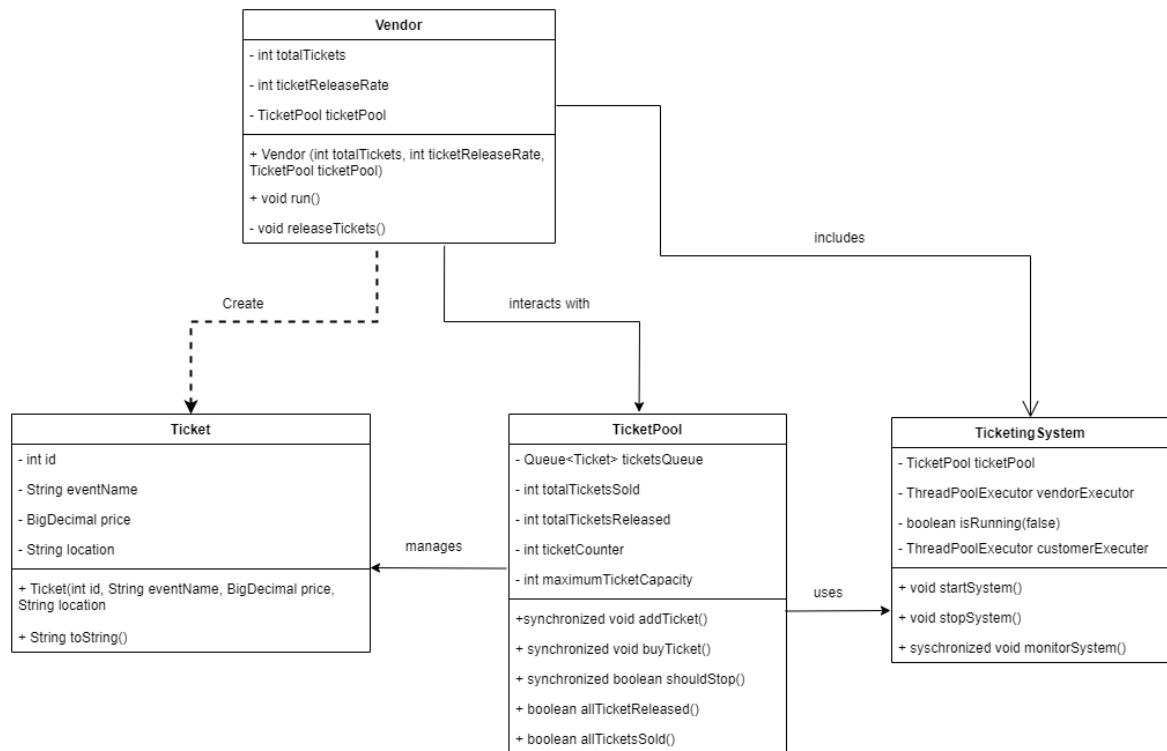 Vendor
- int totalTickets
- int ticketReleaseRate
- TicketPool ticketPool
+ Vendor (int totalTickets, int ticketReleaseRate,
TicketPool ticketPool)
+ void run()
- void releaseTickets()
includes
Create
interacts with
Ticket
- int id
- String eventName
- BigDecimal price
- String location
+ Ticket(int id, String eventName, BigDecimal price,
String location
+ String toString()
manages
TicketPool
- Queue<Ticket> ticketsQueue
- int totalTicketsSold
- int totalTicketsReleased
- int ticketCounter
- int maximumTicketCapacity
+synchronized void addTicket()
+ synchronized void buyTicket()
+ synchronized boolean shouldStop()
+ boolean allTicketReleased()
+ boolean allTicketsSold()
uses
TicketingSystem
- TicketPool ticketPool
- ThreadPoolExecutor vendorExecutor
- boolean isRunning(false)
- ThreadPoolExecutor customerExecuter
+ void startSystem()
+ void stopSystem()
+ syschronized void monitorSystem()